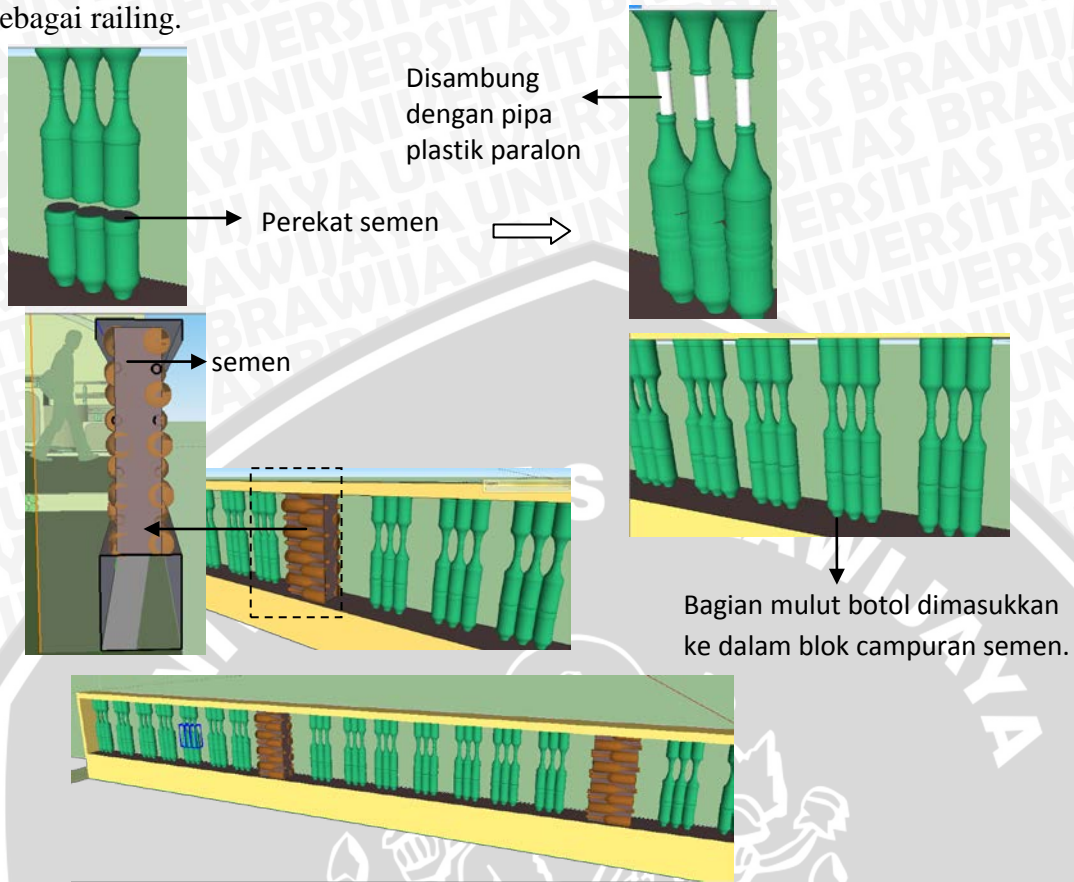 ebagai railing.
Disambung
dengan pipa
plastik paralon
Perekat semen
semen
Bagian mulut botol dimasukkan
ke dalam blok campuran semen.